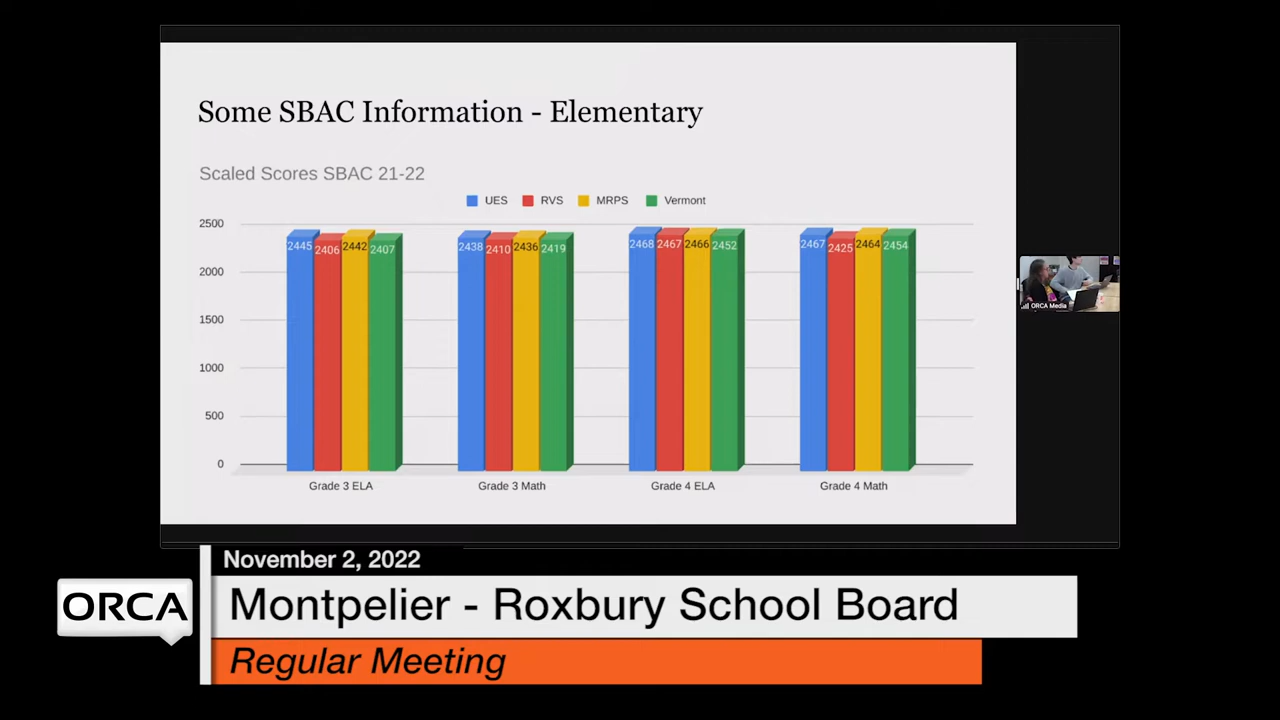 Some SBAC Information - Elementary
Scaled Scores SBAC 21-22
UES RVS MRPS Vermont
2500
2000
1500
1000
500
0
2445 2406 2442 2407
2438 2410 2436 2419
2468 2467 2466 2452
2467 2425 2464 2454
Grade 3 ELA Grade 3 Math Grade 4 ELA Grade 4 Math
ORCA Media
November 2, 2022
ORCA
Montpelier - Roxbury School Board
Regular Meeting